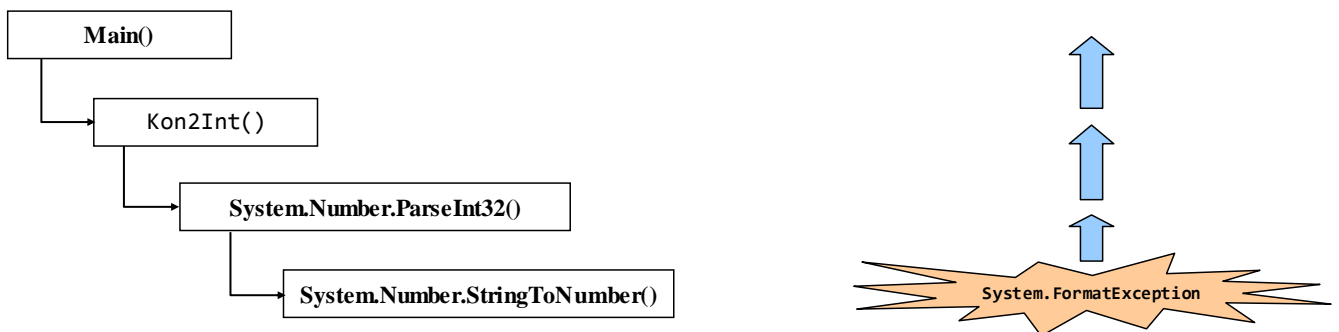 Main()
Kon2Int()
System.Number.ParseInt32()
System.Number.StringToNumber()
System.FormatException